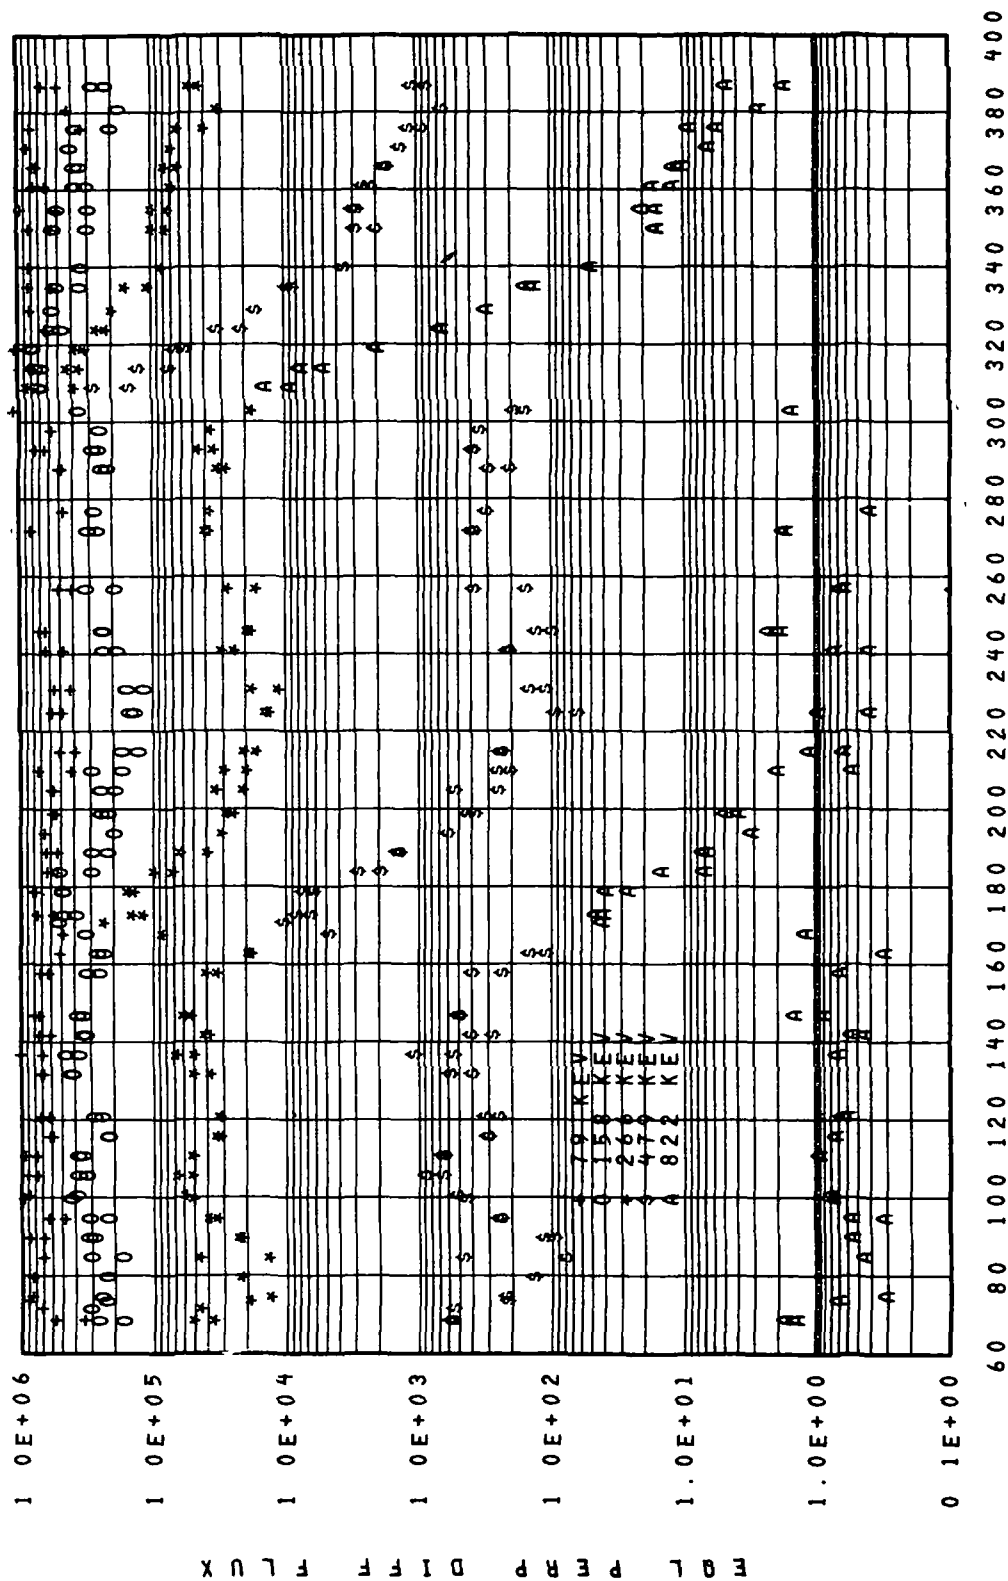 EQL PERP DIFF FLUX
1 0E+06
1 0E+05
1 0E+04
1 0E+03
1 0E+02
1.0E+01
1.0E+00
0.1E+00
+ 79 KEV
O 158 KEV
* 266 KEV
S 479 KEV
A 822 KEV
60 80 100 120 140 160 180 200 220 240 260 280 300 320 340 360 380 400